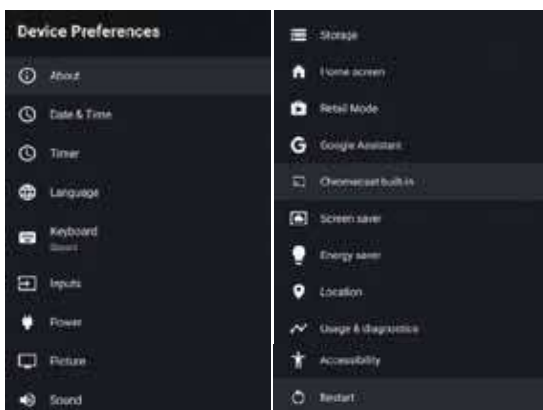 Device Preferences
About
Date & Time
Timer
Language
Keyboard
Inputs
Power
Picture
Sound
Storage
Home screen
Retail Mode
Google Assistant
Chromecast built-in
Screen saver
Energy saver
Location
Usage & diagnostics
Accessibility
Restart